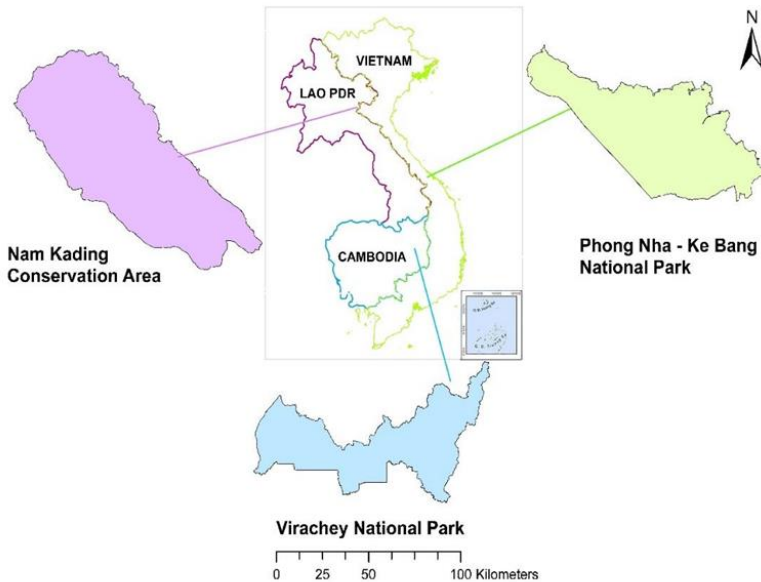 N
VIETNAM
LAO PDR
Nam Kading
Conservation Area
CAMBODIA
Phong Nha - Ke Bang
National Park
Virachey National Park
0 25 50 100 Kilometers